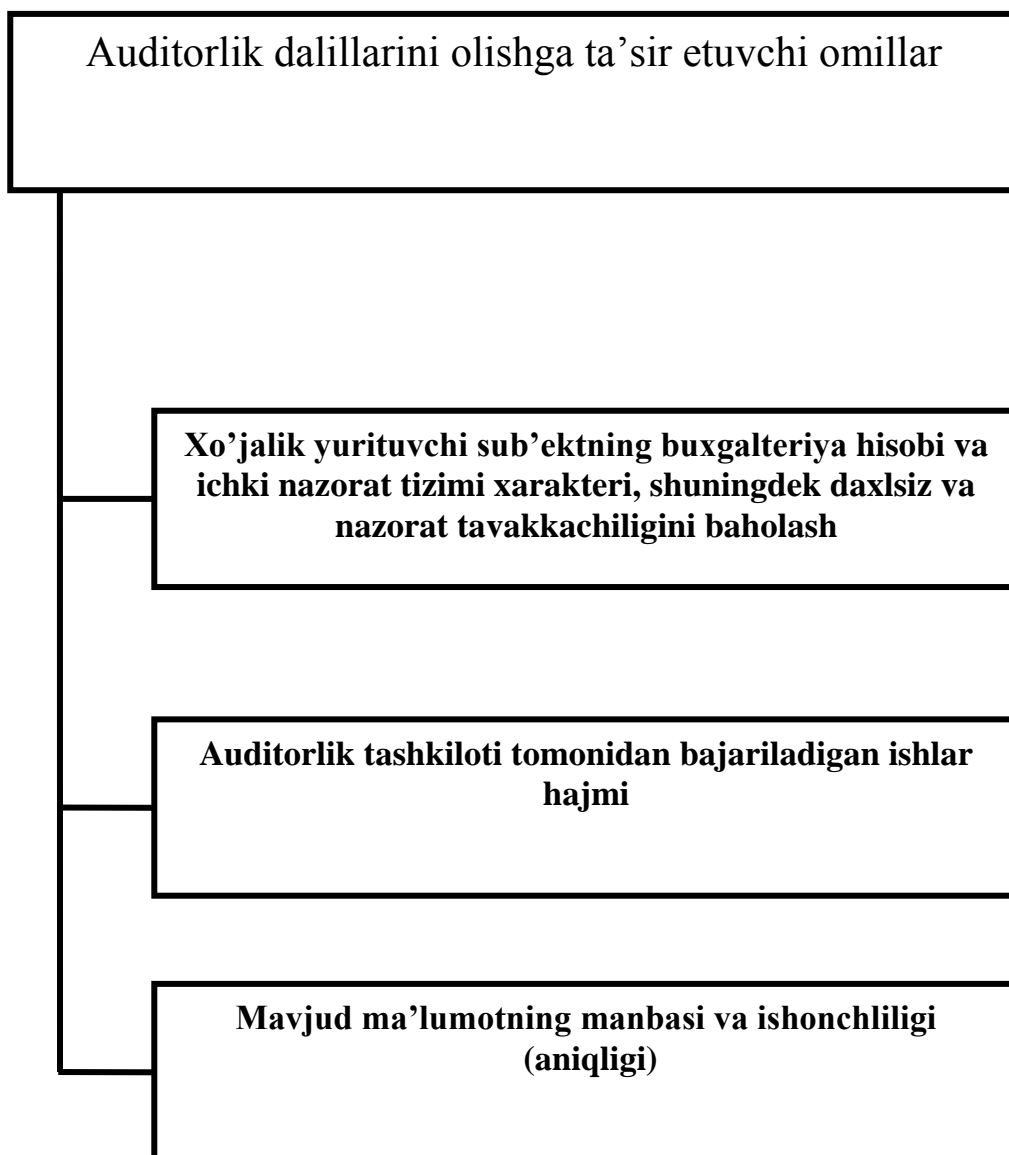 Auditorlik dalillarini olishga ta’sir etuvchi omillar
Xo’jalik yurituvchi sub’ektning buxgalteriya hisobi va
ichki nazorat tizimi xarakteri, shuningdek daxlsiz va
nazorat tavakkachiligini baholash
Auditorlik tashkiloti tomonidan bajariladigan ishlar
hajmi
Mavjud ma’lumotning manbasi va ishonchliligi
(aniqligi)